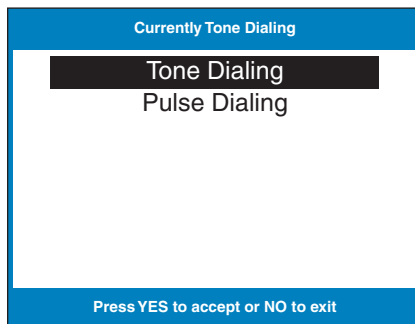 Currently Tone Dialing
Tone Dialing
Pulse Dialing
Press YES to accept or NO to exit